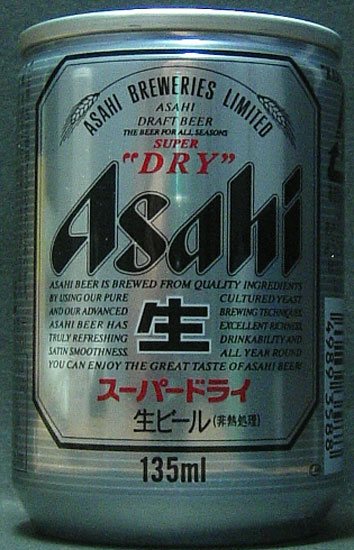 ASAHI BREWERIES LIMITED
ASAHI
DRAFT BEER
THE BEER FOR ALL SEASONS
SUPER
"DRY"
Asahi
ASAHI BEER IS BREWED FROM QUALITY INGREDIENTS
BY USING OUR PURE CULTURED YEAST
AND OUR ADVANCED BREWING TECHNIQUES.
ASAHI BEER HAS EXCELLENT RICHNESS,
TRULY REFRESHING DRINKABILITY AND
SATIN SMOOTHNESS. ALL YEAR ROUND
YOU CAN ENJOY THE GREAT TASTE OF ASAHI BEER!
生
スーパードライ
生ビール(非熱処理)
135ml
4989 3588